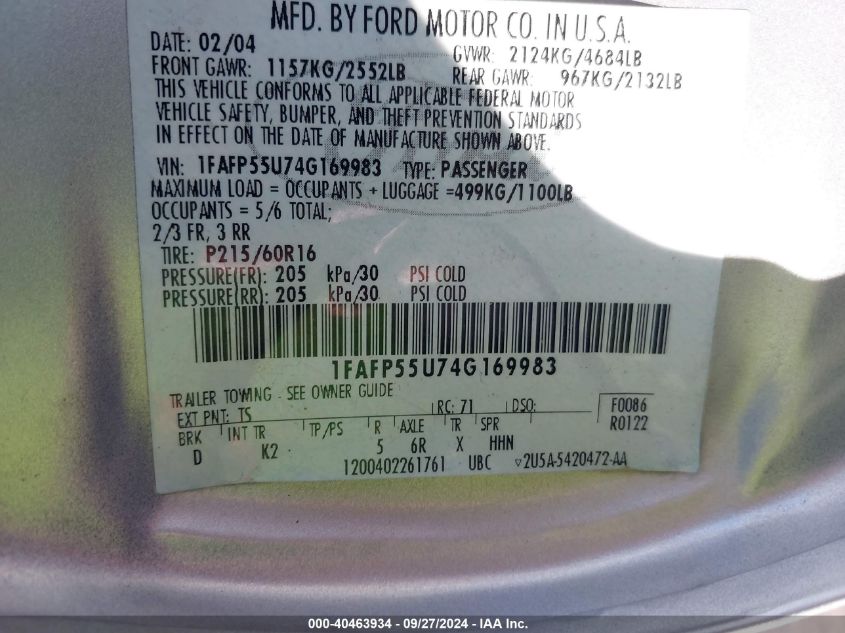 MFD. BY FORD MOTOR CO. IN U.S.A.
DATE: 02/04
GVWR: 2124KG/4684LB
FRONT GAWR: 1157KG/2552LB
REAR GAWR: 967KG/2132LB
THIS VEHICLE CONFORMS TO ALL APPLICABLE FEDERAL MOTOR
VEHICLE SAFETY, BUMPER, AND THEFT PREVENTION STANDARDS
IN EFFECT ON THE DATE OF MANUFACTURE SHOWN ABOVE.
VIN: 1FAFP55U74G169983 TYPE: PASSENGER
MAXIMUM LOAD = OCCUPANTS + LUGGAGE =499KG/1100LB
OCCUPANTS = 5/6 TOTAL;
2/3 FR, 3 RR
TIRE: P215/60R16
PRESSURE(FR): 205 kPa/30 PSI COLD
PRESSURE(RR): 205 kPa/30 PSI COLD
1FAFP55U74G169983
TRAILER TOWING - SEE OWNER GUIDE
EXT PNT: TS RC: 71 DSO: F0086
BRK INT TR TP/PS R AXLE TR SPR R0122
D K2 5 6R X HHN
1200402261761 UBC ▽2U5A-5420472-AA
000-40463934 - 09/27/2024 - IAAI Inc.